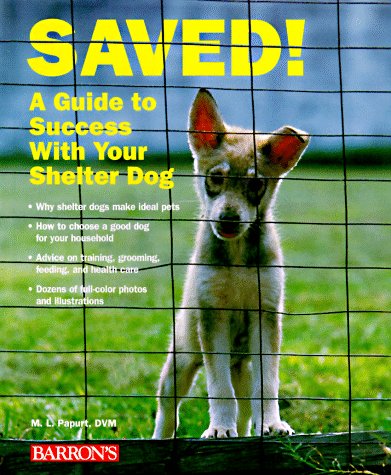 SAVED!
A Guide to
Success
With Your
Shelter Dog
• Why shelter dogs make ideal pets
• How to choose a good dog
for your household
• Advice on training, grooming,
feeding, and health care
• Dozens of full-color photos
and illustrations
M. L. Papurt, DVM
BARRON'S